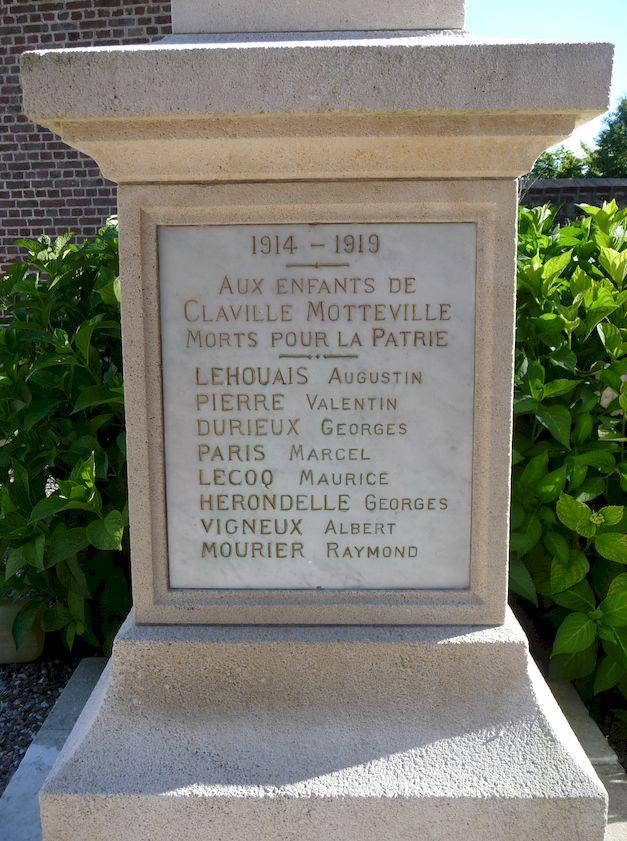 1914 - 1919
AUX ENFANTS DE
CLAVILLE MOTTEVILLE
MORTS POUR LA PATRIE
LEHOUAIS AUGUSTIN
PIERRE VALENTIN
DURIEUX GEORGES
PARIS MARCEL
LECOQ MAURICE
HERONDELLE GEORGES
VIGNEUX ALBERT
MOURIER RAYMOND